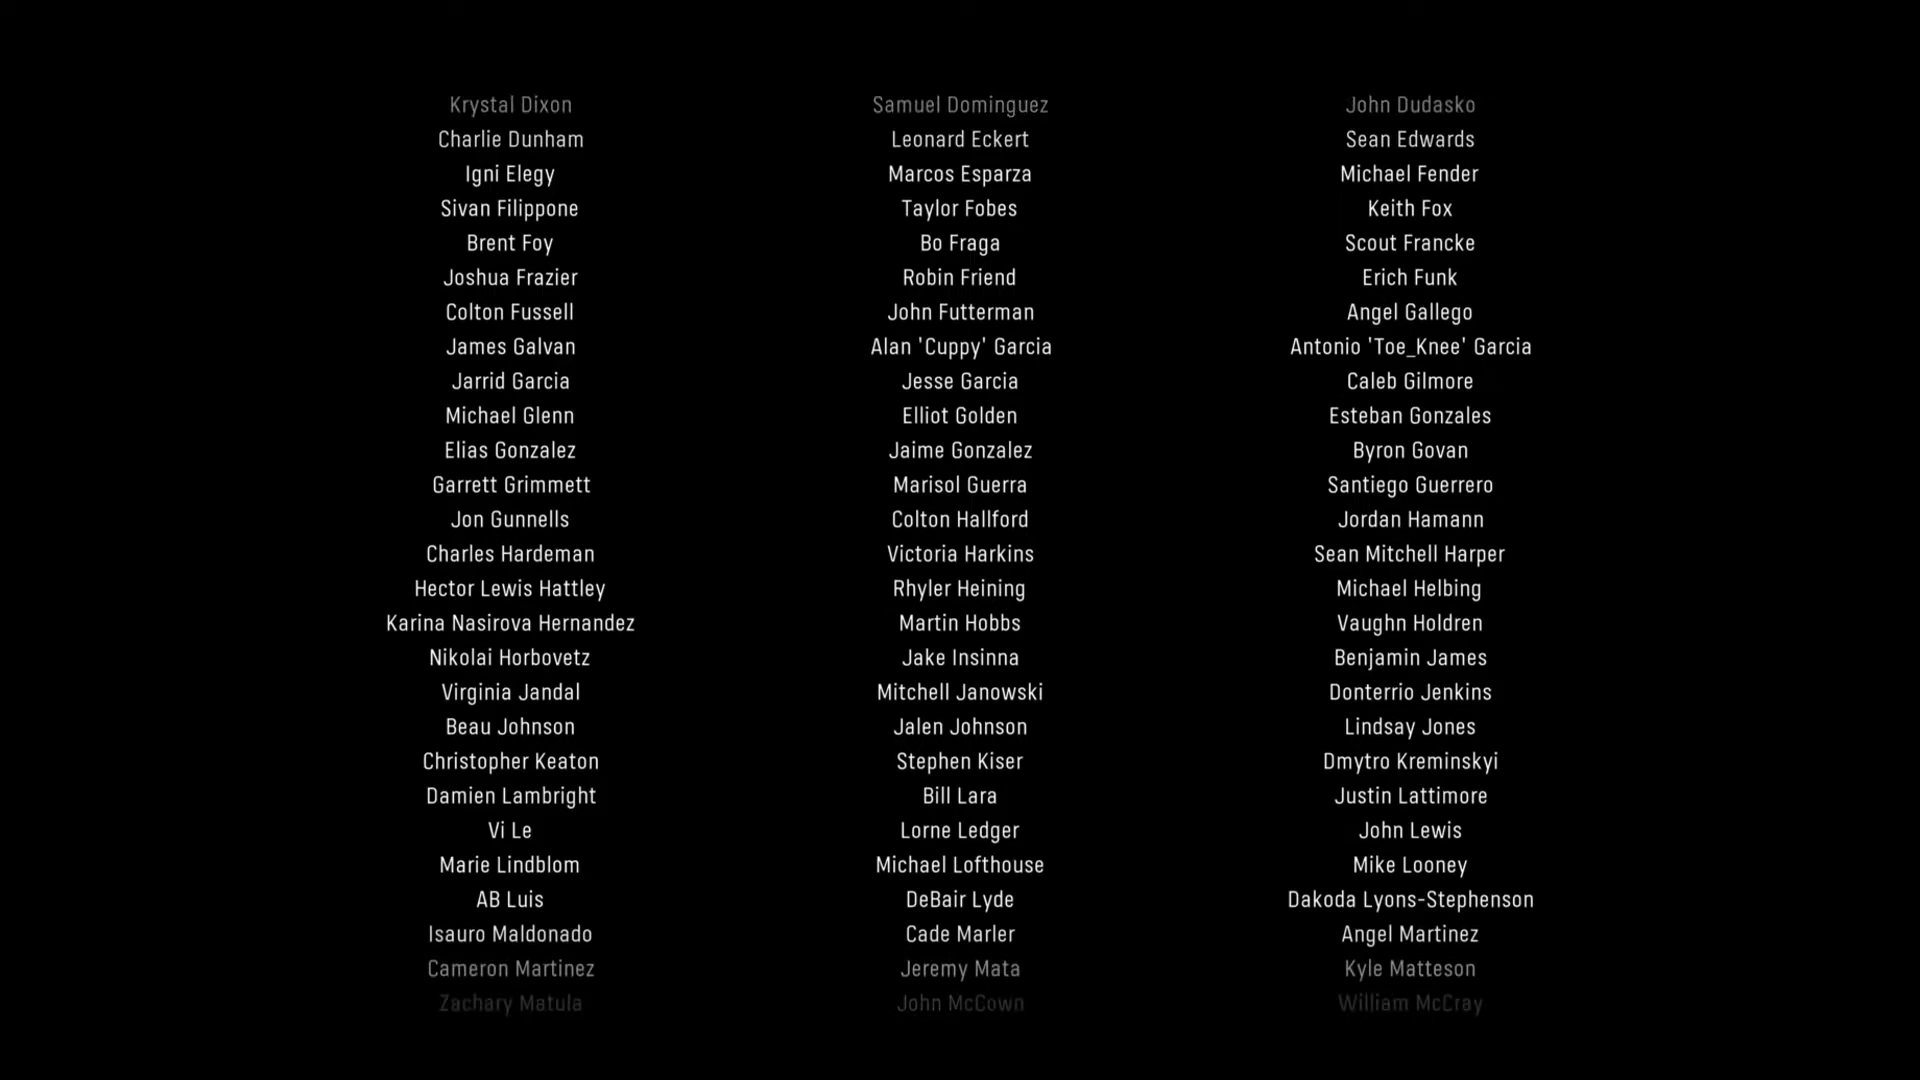 Krystal Dixon Samuel Dominguez John Dudasko
Charlie Dunham Leonard Eckert Sean Edwards
Igni Elegy Marcos Esparza Michael Fender
Sivan Filippone Taylor Fobes Keith Fox
Brent Foy Bo Fraga Scout Francke
Joshua Frazier Robin Friend Erich Funk
Colton Fussell John Futterman Angel Gallego
James Galvan Alan 'Cuppy' Garcia Antonio 'Toe_Knee' Garcia
Jarrid Garcia Jesse Garcia Caleb Gilmore
Michael Glenn Elliot Golden Esteban Gonzales
Elias Gonzalez Jaime Gonzalez Byron Govan
Garrett Grimmett Marisol Guerra Santiego Guerrero
Jon Gunnells Colton Hallford Jordan Hamann
Charles Hardeman Victoria Harkins Sean Mitchell Harper
Hector Lewis Hattley Rhyler Heining Michael Helbing
Karina Nasirova Hernandez Martin Hobbs Vaughn Holdren
Nikolai Horbovetz Jake Insinna Benjamin James
Virginia Jandal Mitchell Janowski Donterrio Jenkins
Beau Johnson Jalen Johnson Lindsay Jones
Christopher Keaton Stephen Kiser Dmytro Kreminskyi
Damien Lambright Bill Lara Justin Lattimore
Vi Le Lorne Ledger John Lewis
Marie Lindblom Michael Lofthouse Mike Looney
AB Luis DeBair Lyde Dakoda Lyons-Stephenson
Isauro Maldonado Cade Marler Angel Martinez
Cameron Martinez Jeremy Mata Kyle Matteson
Zachary Matula John McCown William McCray